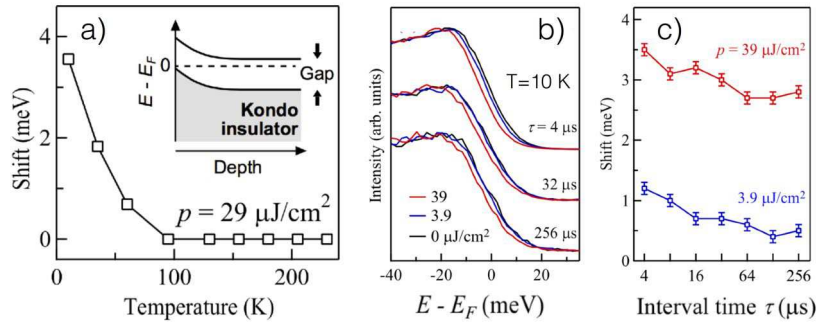 a)
4
2
0
Shift (meV)
E - E_F
0
Gap
Kondo
insulator
Depth
p = 29 μJ/cm²
0
100
200
Temperature (K)
b)
T=10 K
Intensity (arb. units)
τ = 4 μs
32 μs
256 μs
39
3.9
0 μJ/cm²
-40
-20
0
20
E - E_F (meV)
c)
4
3
2
1
0
Shift (meV)
p = 39 μJ/cm²
3.9 μJ/cm²
4
16
64
256
Interval time τ (μs)